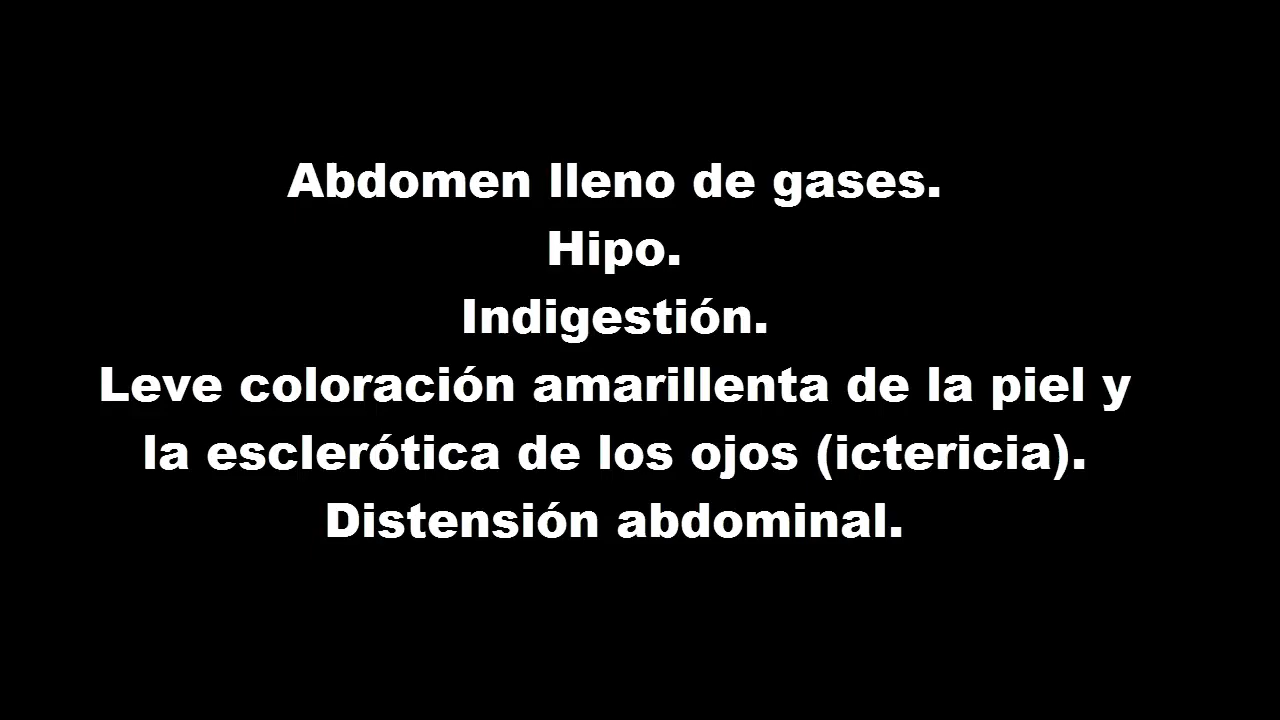 Abdomen lleno de gases.
Hipo.
Indigestión.
Leve coloración amarillenta de la piel y
la esclerótica de los ojos (ictericia).
Distensión abdominal.